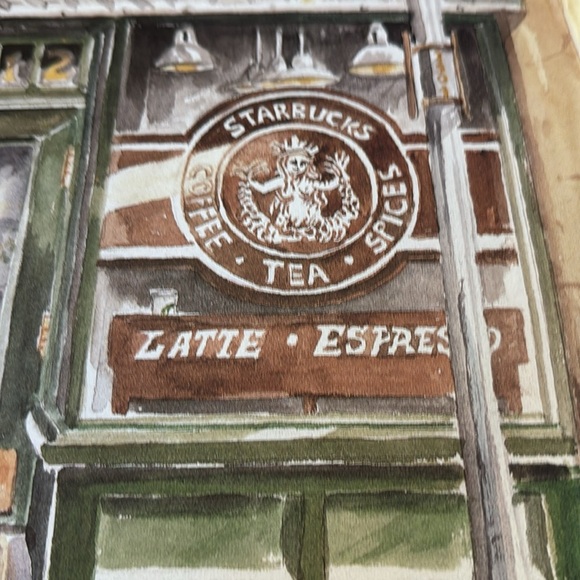 12
STARBUCKS
COFFEE • TEA • SPICES
LATTE • ESPRESSO